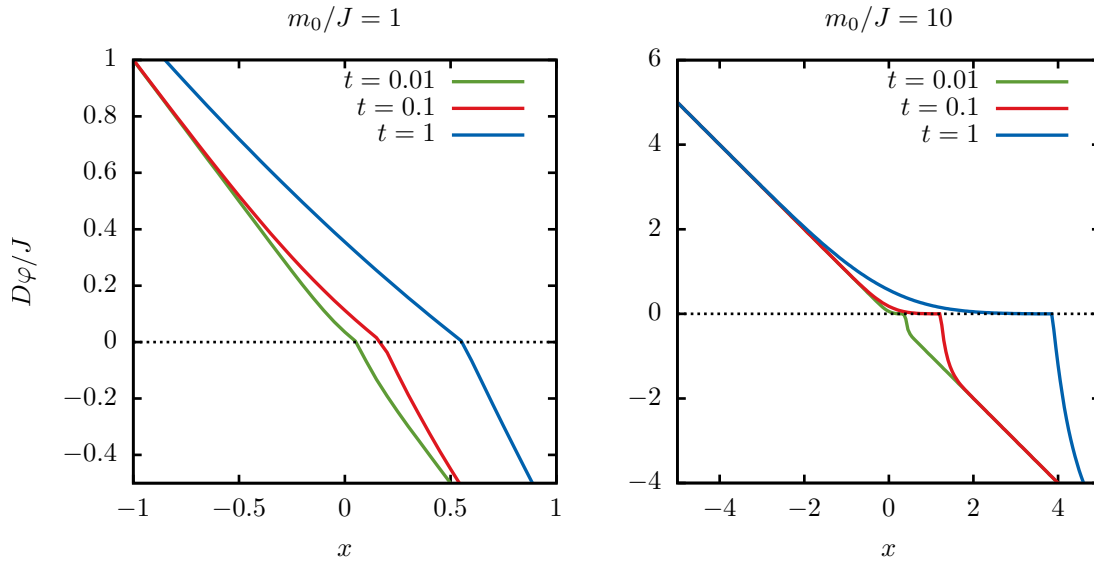 m₀/J = 1
t = 0.01
t = 0.1
t = 1
Dφ/J
1
0.8
0.6
0.4
0.2
0
−0.2
−0.4
−1 −0.5 0 0.5 1
x
m₀/J = 10
t = 0.01
t = 0.1
t = 1
6
4
2
0
−2
−4
−4 −2 0 2 4
x